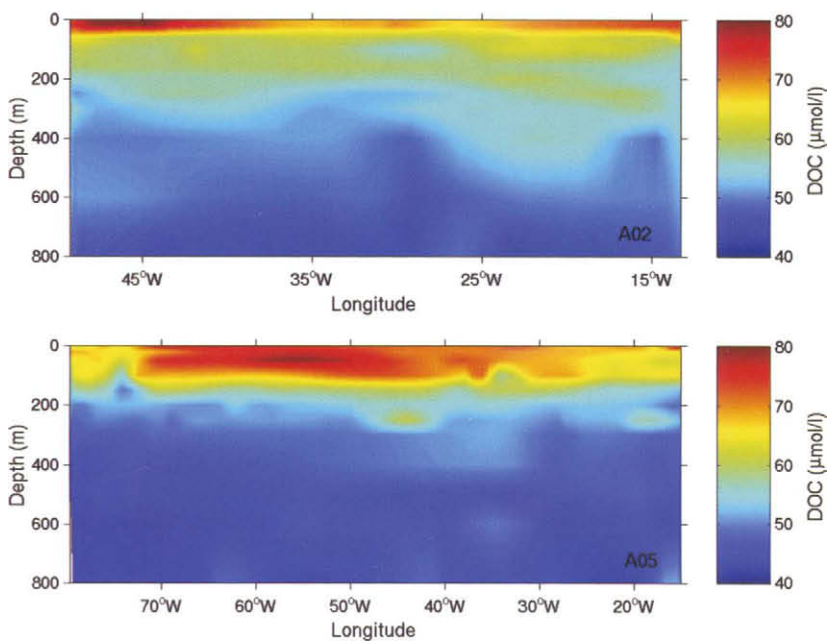 0
200
400
600
800
Depth (m)
45°W
35°W
25°W
15°W
Longitude
A02
80
70
60
50
40
DOC (µmol/l)
0
200
400
600
800
Depth (m)
70°W
60°W
50°W
40°W
30°W
20°W
Longitude
A05
80
70
60
50
40
DOC (µmol/l)